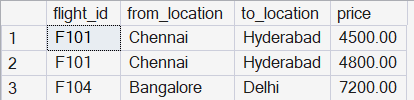 flight_id from_location to_location price
1 F101 Chennai Hyderabad 4500.00
2 F101 Chennai Hyderabad 4800.00
3 F104 Bangalore Delhi 7200.00